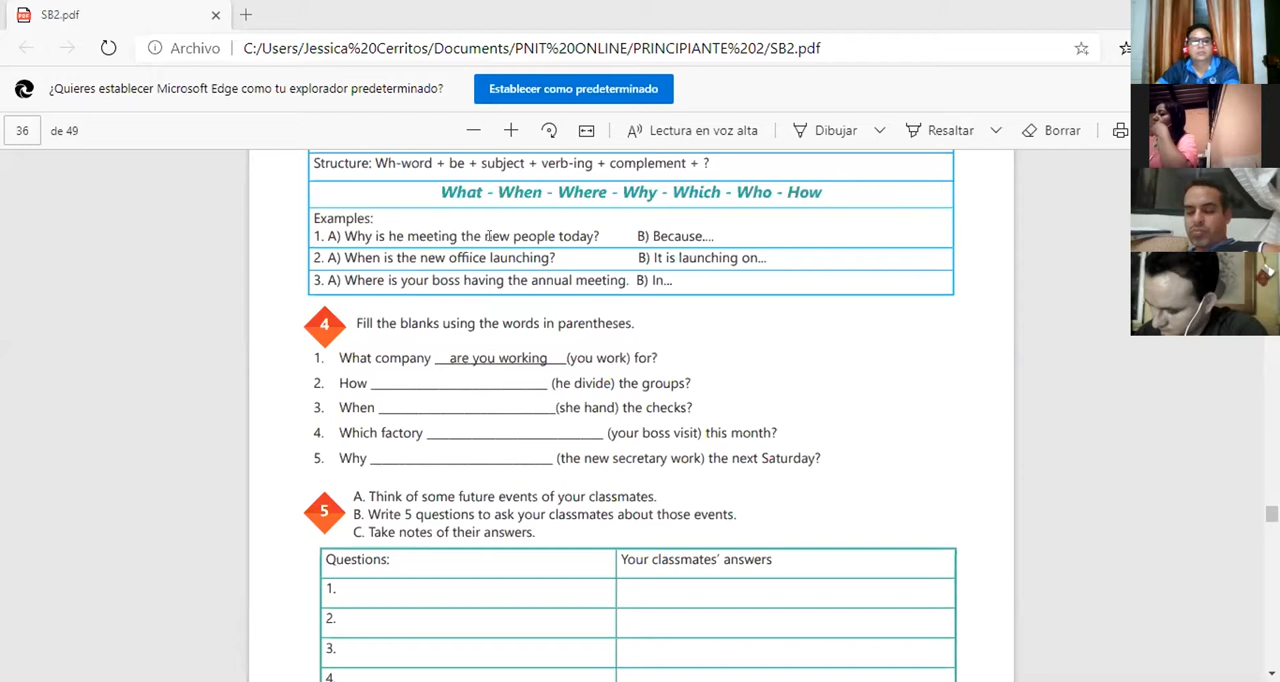 SB2.pdf
Archivo C:/Users/Jessica%20Cerritos/Documents/PNIT%20ONLINE/PRINCIPIANTE%202/SB2.pdf
¿Quieres establecer Microsoft Edge como tu explorador predeterminado? Establecer como predeterminado
36 de 49 Lectura en voz alta Dibujar Resaltar Borrar
Structure: Wh-word + be + subject + verb-ing + complement + ?
What - When - Where - Why - Which - Who - How
Examples:
1. A) Why is he meeting the new people today? B) Because....
2. A) When is the new office launching? B) It is launching on...
3. A) Where is your boss having the annual meeting. B) In...
4 Fill the blanks using the words in parentheses.
1. What company __are you working__(you work) for?
2. How ______________________ (he divide) the groups?
3. When ______________________(she hand) the checks?
4. Which factory ______________________ (your boss visit) this month?
5. Why ______________________ (the new secretary work) the next Saturday?
5 A. Think of some future events of your classmates.
B. Write 5 questions to ask your classmates about those events.
C. Take notes of their answers.
Questions: Your classmates' answers
1.
2.
3.
4.